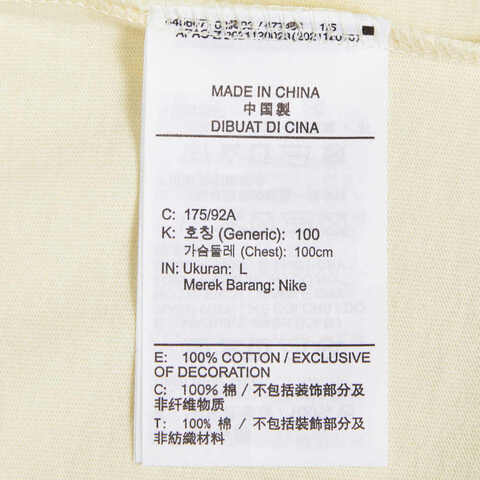 1/5
MADE IN CHINA
中国製
DIBUAT DI CINA
C: 175/92A
K: 호칭 (Generic): 100
가슴둘레 (Chest): 100cm
IN: Ukuran: L
Merek Barang: Nike
E: 100% COTTON / EXCLUSIVE
OF DECORATION
C: 100% 棉 / 不包括装饰部分及
非纤维物质
T: 100% 棉 / 不包括裝飾部分及
非紡織材料